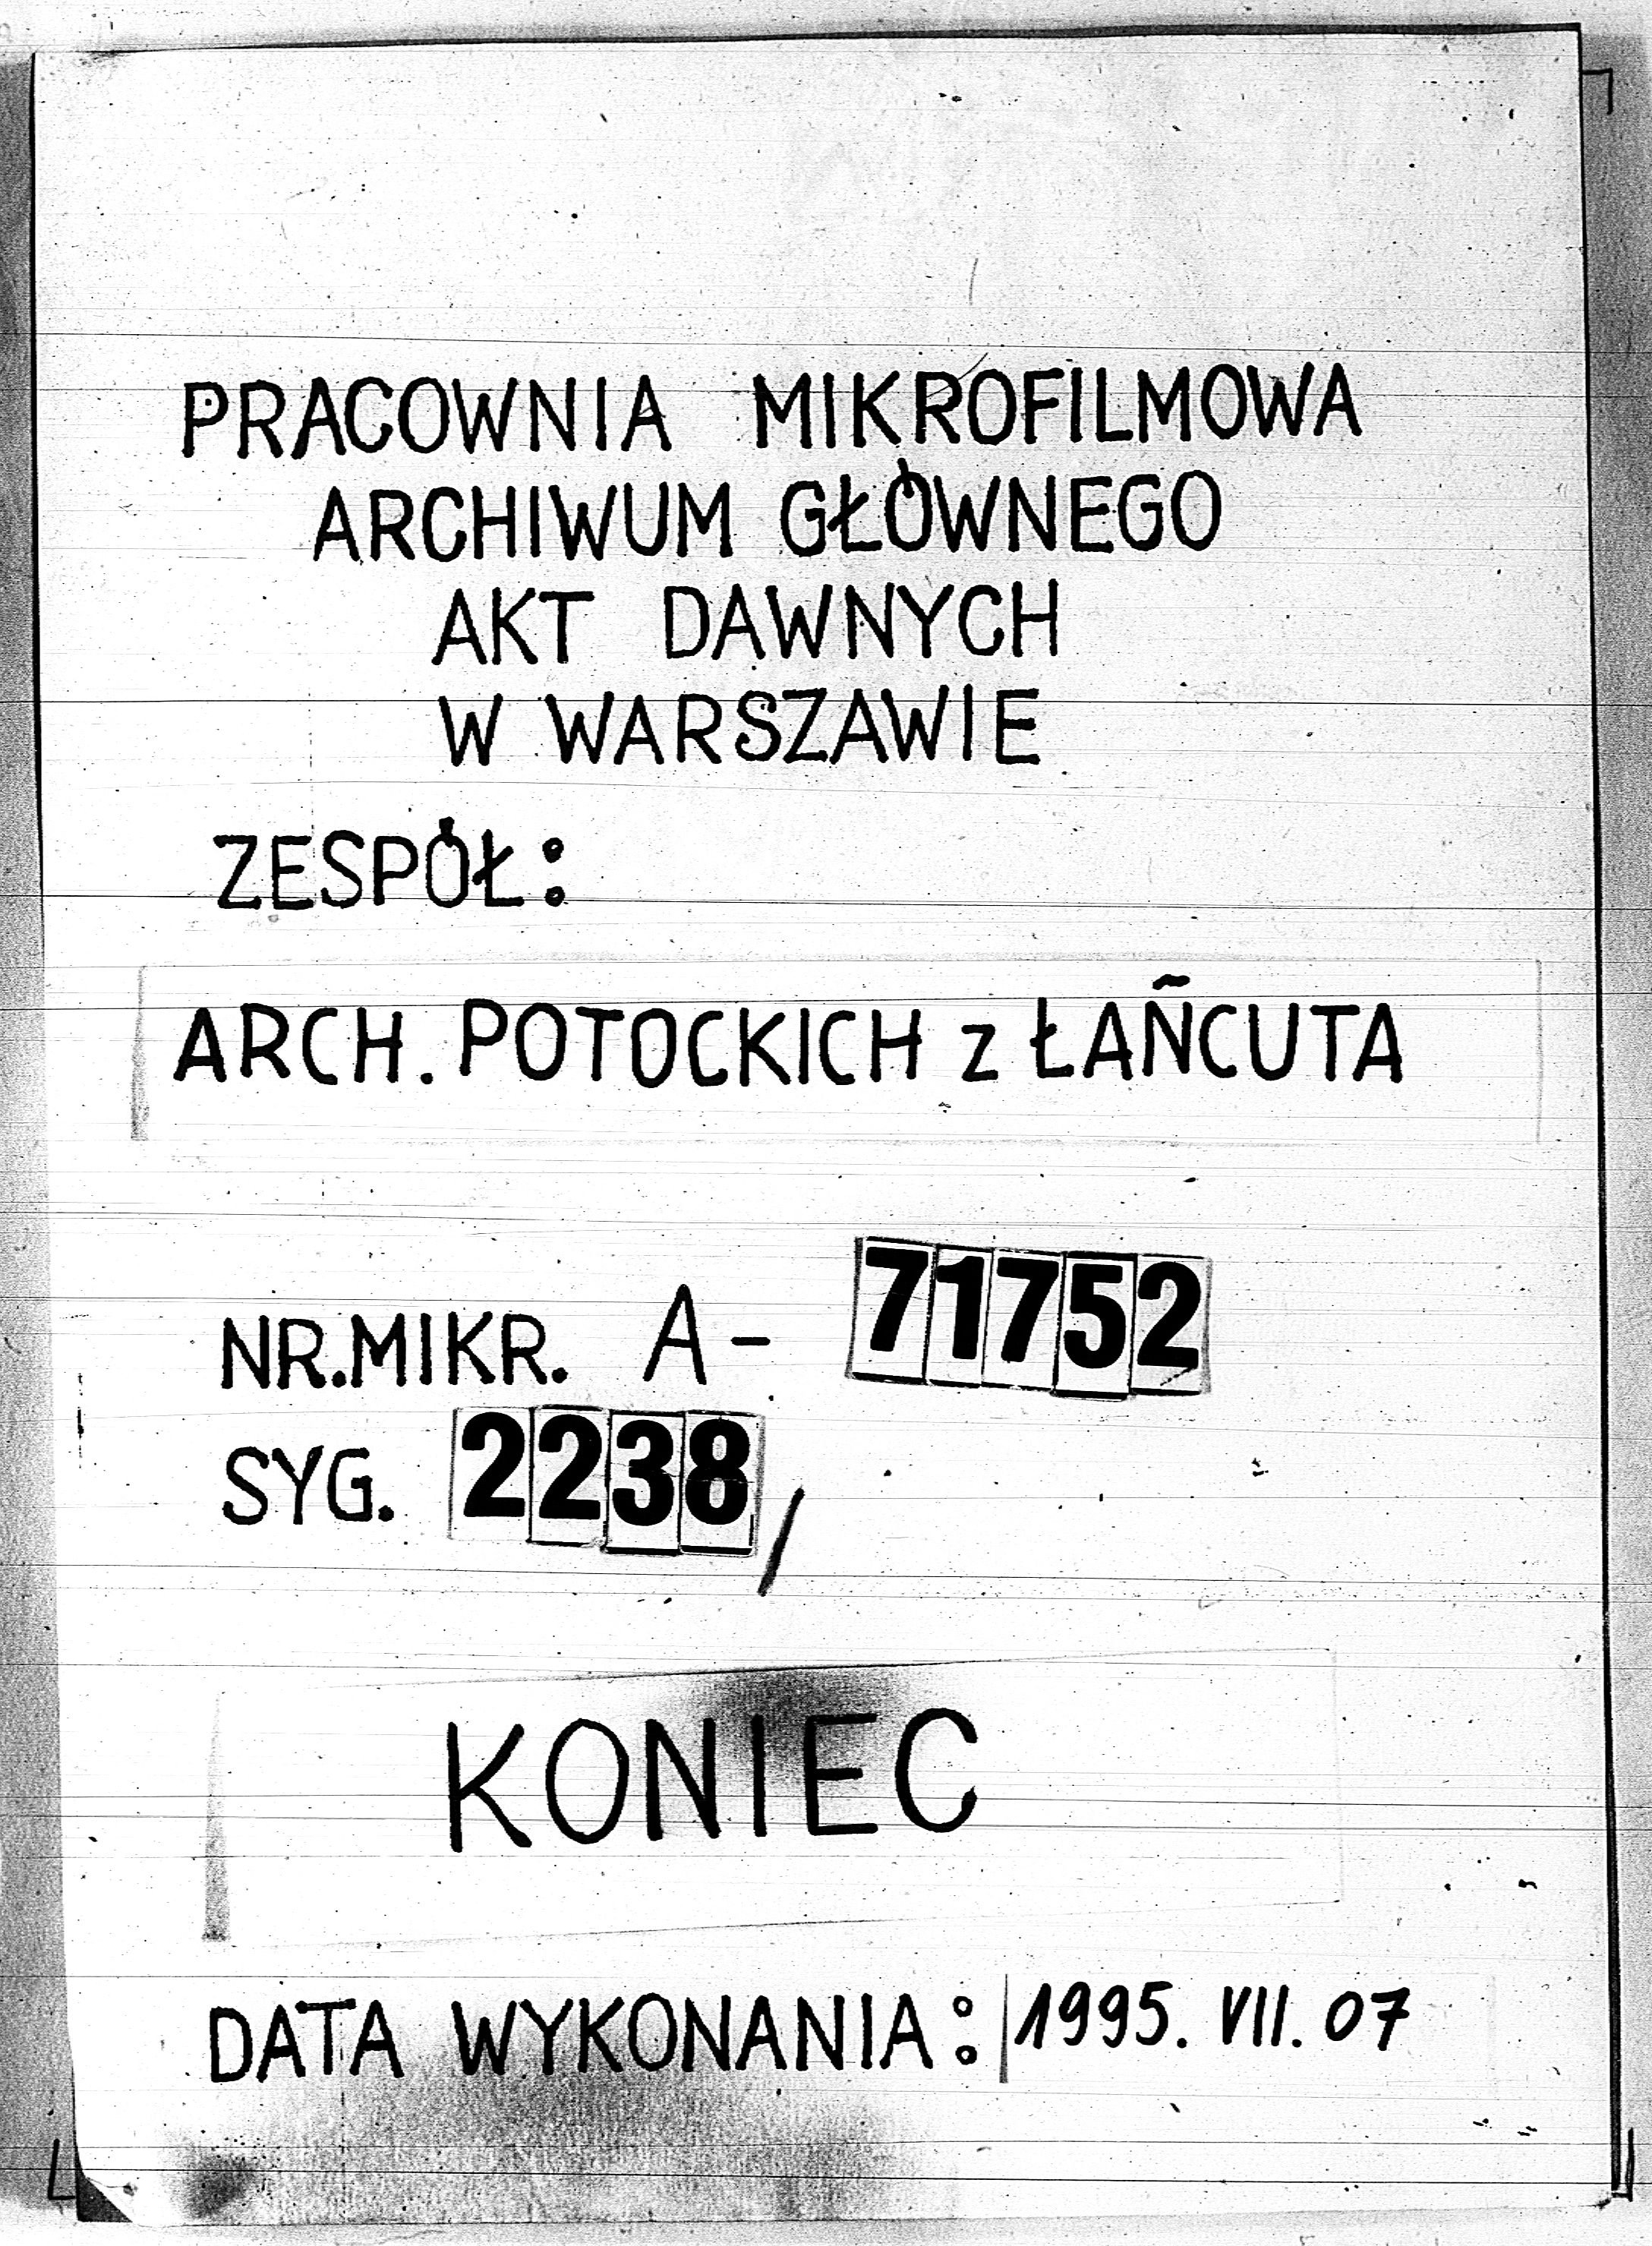 PRACOWNIA MIKROFILMOWA
ARCHIWUM GŁÓWNEGO
AKT DAWNYCH
W WARSZAWIE
ZESPÓŁ:
ARCH. POTOCKICH z ŁAŃCUTA
NR.MIKR. A- 71752
SYG. 2238/
KONIEC
DATA WYKONANIA: 1995. VII. 07